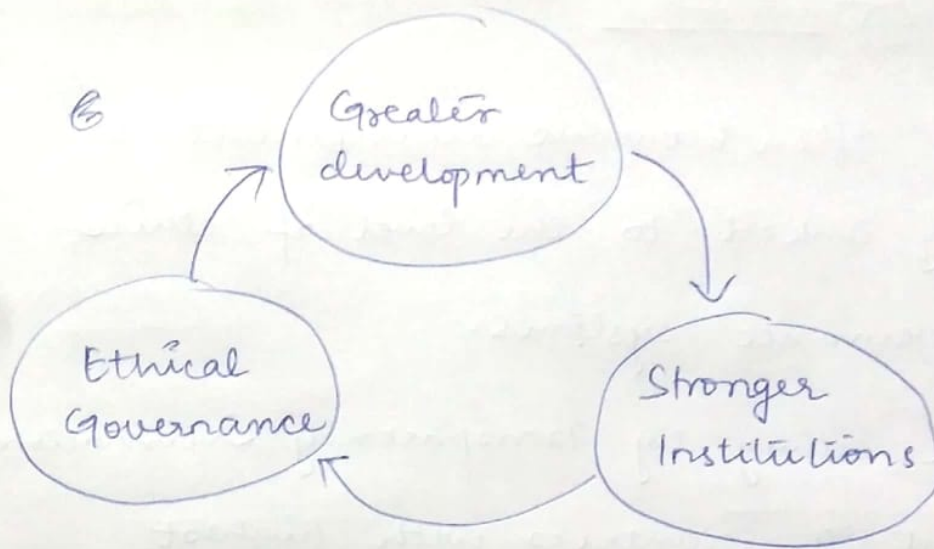 Greater
development
Ethical
Governance
Stronger
Institutions